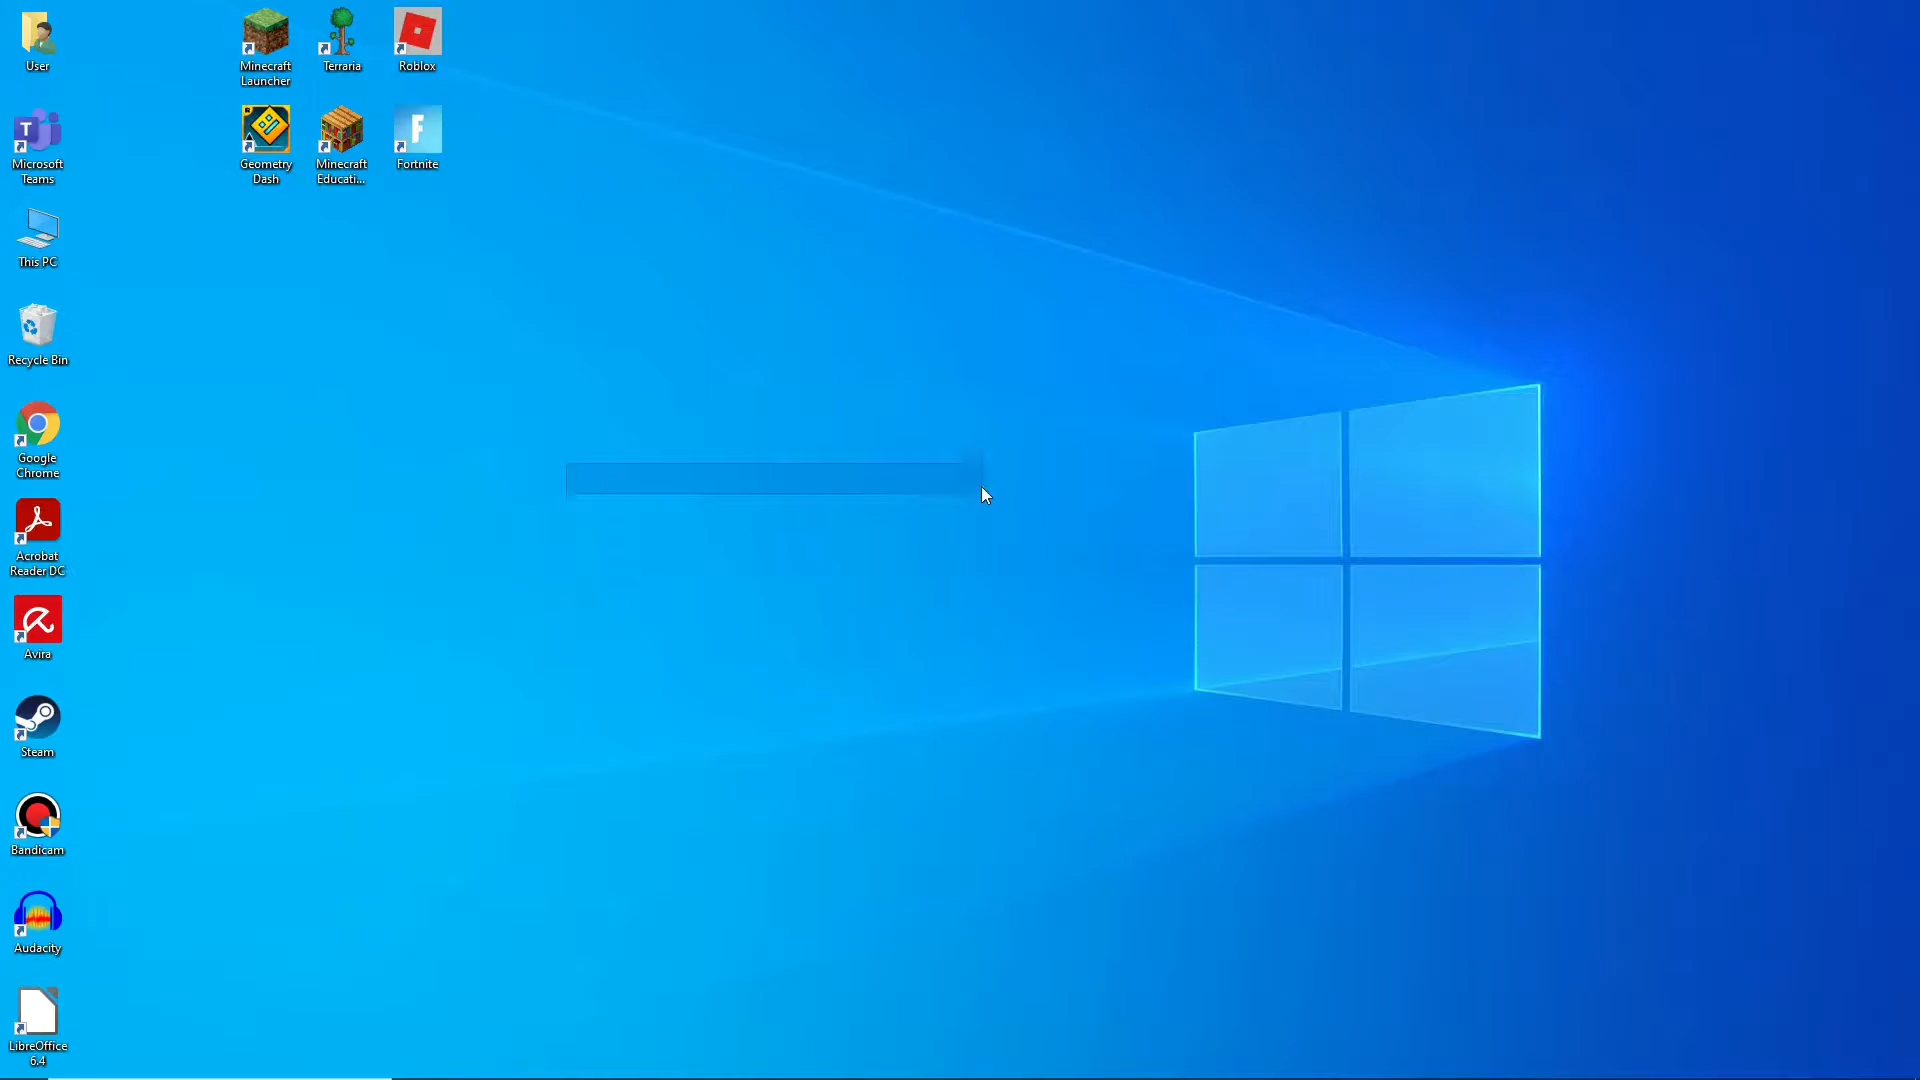 User
Minecraft
Launcher
Terraria
Roblox
Microsoft
Teams
Geometry
Dash
Minecraft
Educati...
Fortnite
This PC
Recycle Bin
Google
Chrome
Acrobat
Reader DC
Avira
Steam
Bandicam
Audacity
LibreOffice
6.4